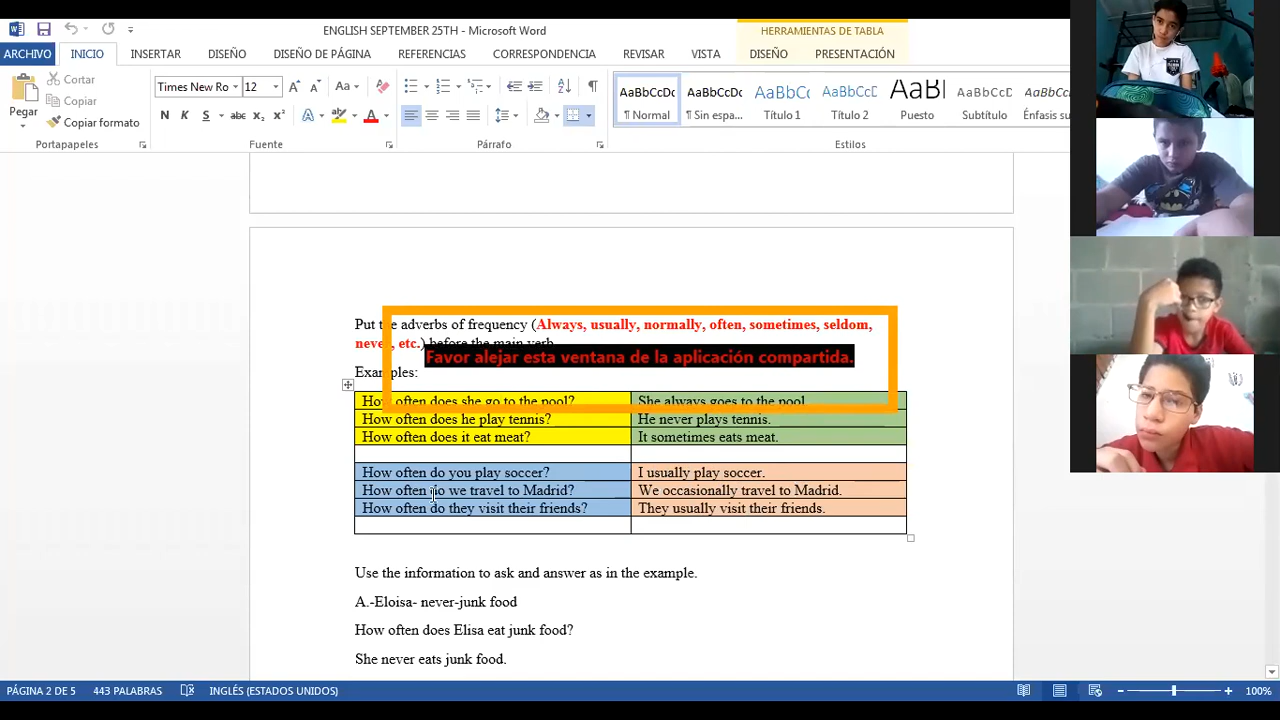 ENGLISH SEPTEMBER 25TH - Microsoft Word
HERRAMIENTAS DE TABLA
ARCHIVO INICIO INSERTAR DISEÑO DISEÑO DE PÁGINA REFERENCIAS CORRESPONDENCIA REVISAR VISTA DISEÑO PRESENTACIÓN
Pegar
Cortar
Copiar
Copiar formato
Portapapeles
Times New Ro 12
Fuente
Párrafo
AaBbCcDc AaBbCcDc AaBbCc AaBbCcD AaBl AaBbCcD AaBbCcDc
¶ Normal ¶ Sin espa... Título 1 Título 2 Puesto Subtítulo Énfasis su
Estilos
Put the adverbs of frequency (Always, usually, normally, often, sometimes, seldom,
never, etc.) before the main verb.
Favor alejar esta ventana de la aplicación compartida.
Examples:
How often does she go to the pool? She always goes to the pool.
How often does he play tennis? He never plays tennis.
How often does it eat meat? It sometimes eats meat.
How often do you play soccer? I usually play soccer.
How often do we travel to Madrid? We occasionally travel to Madrid.
How often do they visit their friends? They usually visit their friends.
Use the information to ask and answer as in the example.
A.-Eloisa- never-junk food
How often does Elisa eat junk food?
She never eats junk food.
PÁGINA 2 DE 5 443 PALABRAS INGLÉS (ESTADOS UNIDOS) 100%